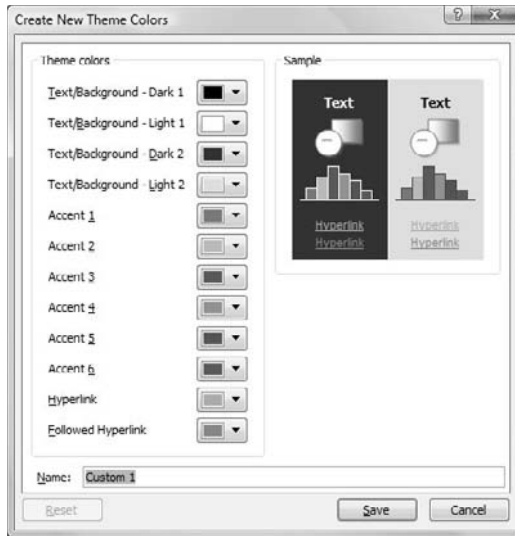 Create New Theme Colors
Theme colors
Text/Background - Dark 1
Text/Background - Light 1
Text/Background - Dark 2
Text/Background - Light 2
Accent 1
Accent 2
Accent 3
Accent 4
Accent 5
Accent 6
Hyperlink
Followed Hyperlink
Sample
Text Text
Hyperlink Hyperlink
Hyperlink Hyperlink
Name: Custom 1
Reset Save Cancel